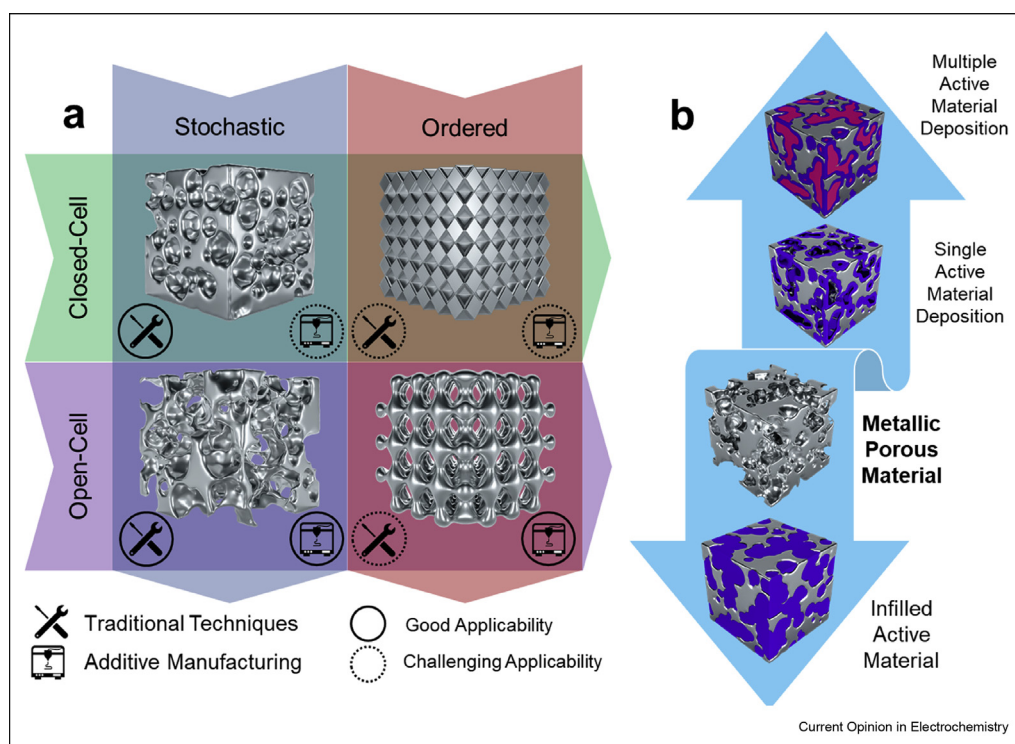 a
Stochastic
Ordered
Closed-Cell
Open-Cell
Traditional Techniques
Additive Manufacturing
Good Applicability
Challenging Applicability
b
Multiple
Active
Material
Deposition
Single
Active
Material
Deposition
Metallic
Porous
Material
Infilled
Active
Material
Current Opinion in Electrochemistry